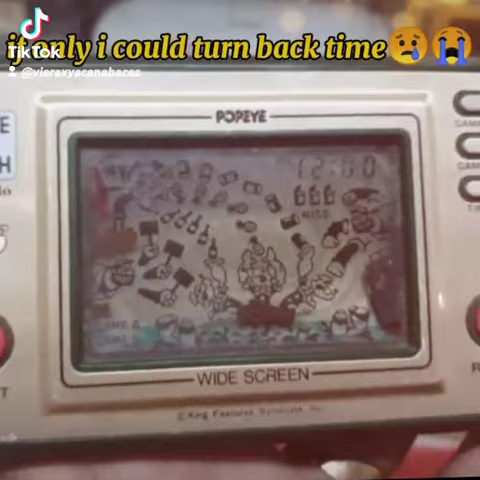 if only i could turn back time😢😭
TikTok
@vieraxyacanabaces
POPEYE
12:00
MISS
WIDE SCREEN
© King Features Syndicate, Inc.